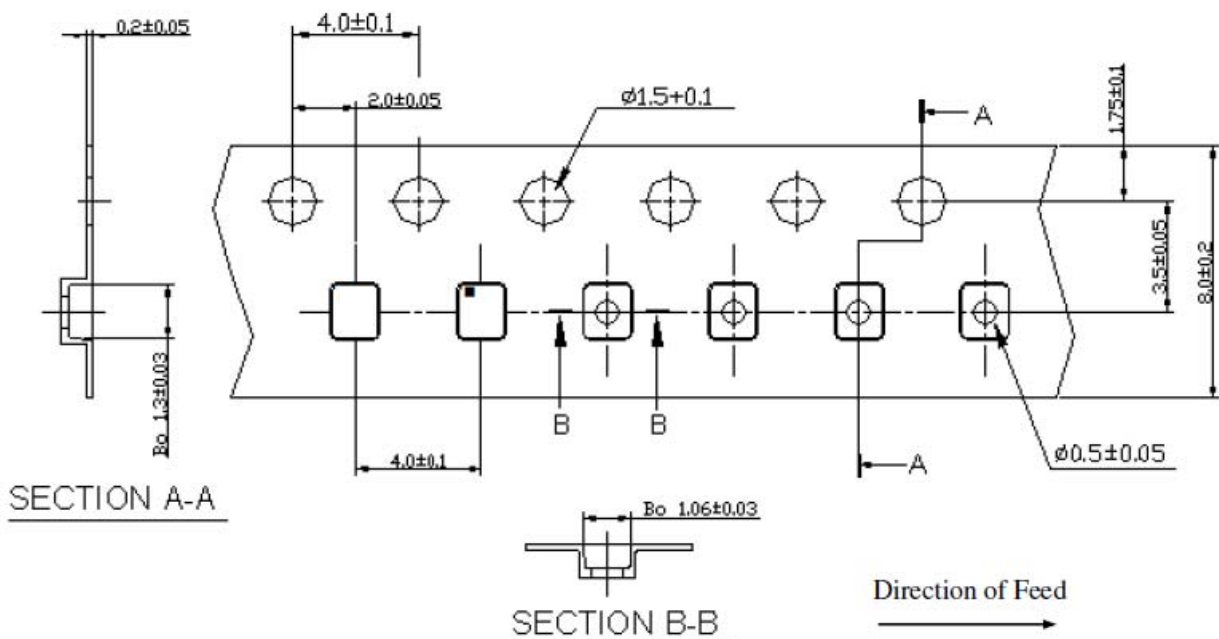 0.2±0.05
4.0±0.1
2.0±0.05
ϕ1.5+0.1
A
1.75±0.1
3.5±0.05
8.0±0.2
Bo 1.3±0.03
B
B
4.0±0.1
A
ϕ0.5±0.05
SECTION A-A
Bo 1.06±0.03
SECTION B-B
Direction of Feed